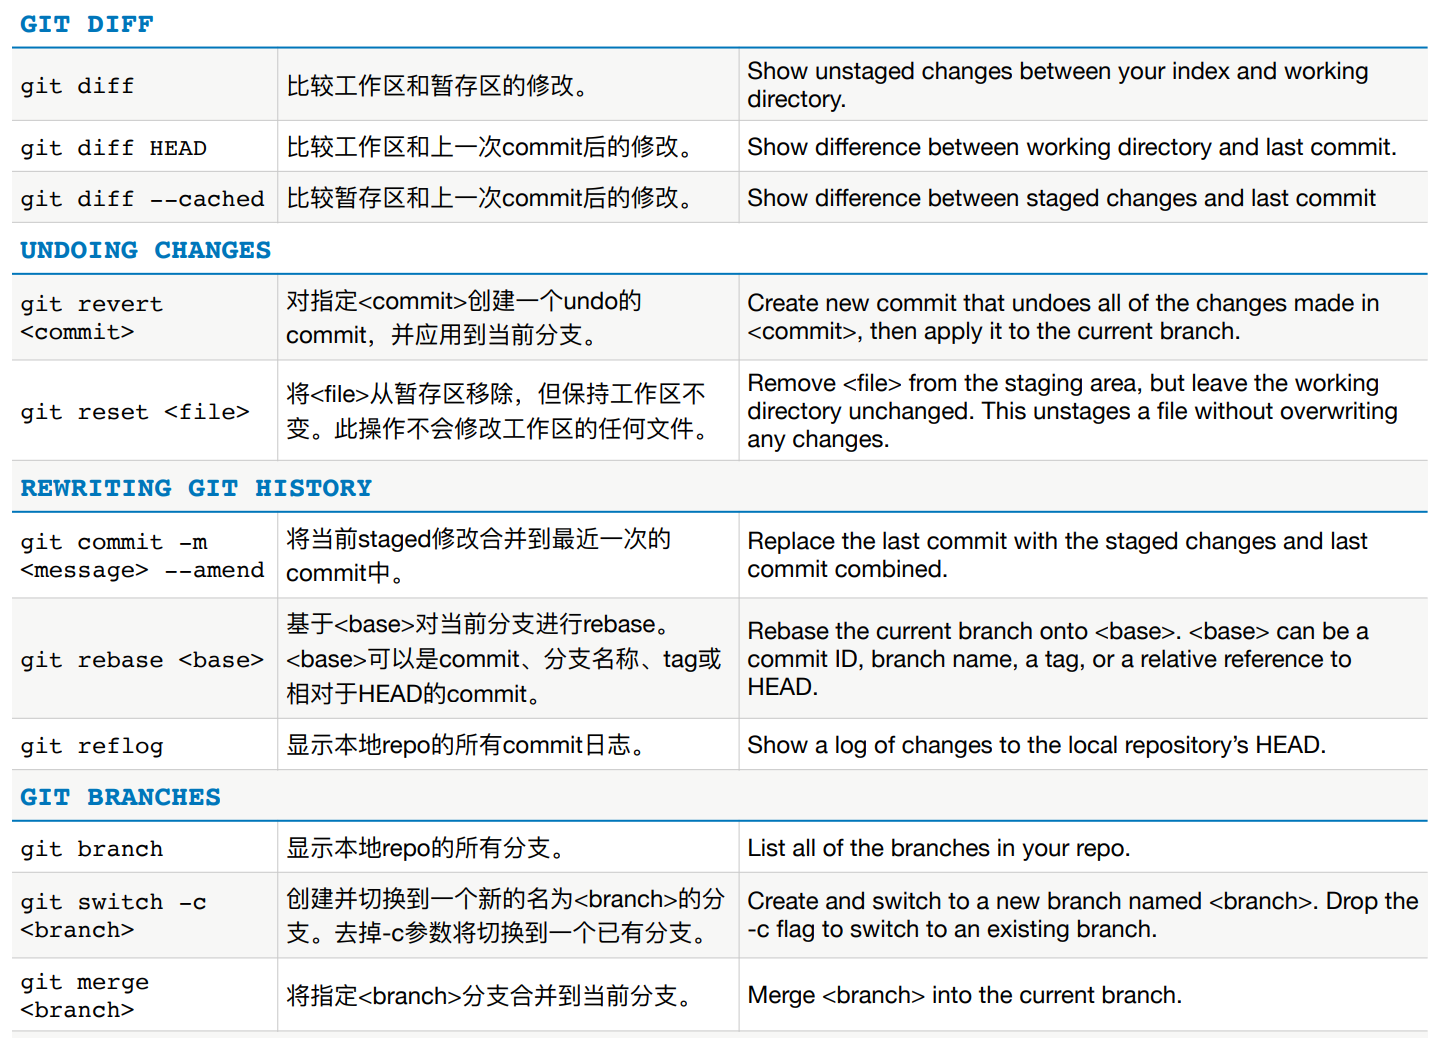 GIT DIFF
git diff
比较工作区和暂存区的修改。
Show unstaged changes between your index and working
directory.
git diff HEAD
比较工作区和上一次commit后的修改。
Show difference between working directory and last commit.
git diff --cached
比较暂存区和上一次commit后的修改。
Show difference between staged changes and last commit
UNDOING CHANGES
git revert
<commit>
对指定<commit>创建一个undo的
commit，并应用到当前分支。
Create new commit that undoes all of the changes made in
<commit>, then apply it to the current branch.
git reset <file>
将<file>从暂存区移除，但保持工作区不
变。此操作不会修改工作区的任何文件。
Remove <file> from the staging area, but leave the working
directory unchanged. This unstages a file without overwriting
any changes.
REWRITING GIT HISTORY
git commit -m
<message> --amend
将当前staged修改合并到最近一次的
commit中。
Replace the last commit with the staged changes and last
commit combined.
git rebase <base>
基于<base>对当前分支进行rebase。
<base>可以是commit、分支名称、tag或
相对于HEAD的commit。
Rebase the current branch onto <base>. <base> can be a
commit ID, branch name, a tag, or a relative reference to
HEAD.
git reflog
显示本地repo的所有commit日志。
Show a log of changes to the local repository’s HEAD.
GIT BRANCHES
git branch
显示本地repo的所有分支。
List all of the branches in your repo.
git switch -c
<branch>
创建并切换到一个新的名为<branch>的分
支。去掉-c参数将切换到一个已有分支。
Create and switch to a new branch named <branch>. Drop the
-c flag to switch to an existing branch.
git merge
<branch>
将指定<branch>分支合并到当前分支。
Merge <branch> into the current branch.